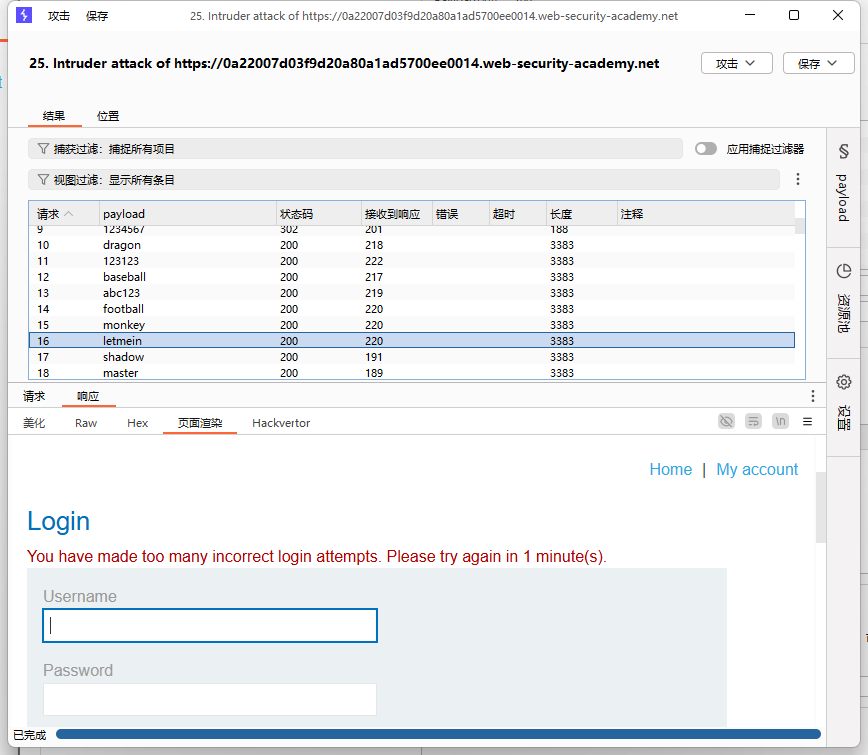 攻击 保存 25. Intruder attack of https://0a22007d03f9d20a80a1ad5700ee0014.web-security-academy.net
25. Intruder attack of https://0a22007d03f9d20a80a1ad5700ee0014.web-security-academy.net 攻击 保存
结果 位置
捕获过滤：捕捉所有项目 应用捕捉过滤器
视图过滤：显示所有条目
请求 payload 状态码 接收到响应 错误 超时 长度 注释
9 1234567 302 201 188
10 dragon 200 218 3383
11 123123 200 222 3383
12 baseball 200 217 3383
13 abc123 200 219 3383
14 football 200 220 3383
15 monkey 200 220 3383
16 letmein 200 220 3383
17 shadow 200 191 3383
18 master 200 189 3383
payload
资源池
设置
请求 响应
美化 Raw Hex 页面渲染 Hackvertor \n
Home | My account
Login
You have made too many incorrect login attempts. Please try again in 1 minute(s).
Username
Password
已完成